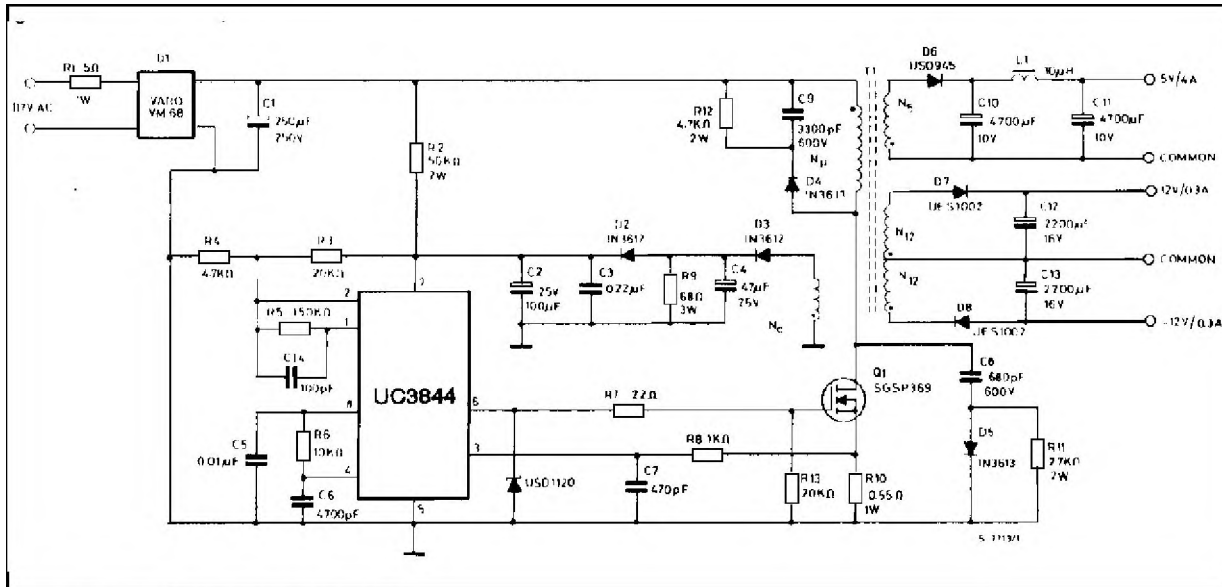 R1 5Ω
1W
117V AC
D1
VARO
VM 68
C1
250µF
250V
R2
56KΩ
2W
R12
4.7KΩ
2W
C9
3300pF
600V
Np
D4
1N3613
T1
D6
USD945
L1
10µH
N5
C10
4700µF
10V
C11
4700µF
10V
5V/4A
COMMON
D7
UES1002
12V/0.3A
N12
C12
2200µF
16V
COMMON
N12
C13
2200µF
16V
D8
UES1002
-12V/0.3A
R4
4.7KΩ
R3
20KΩ
D2
1N3612
D3
1N3612
C2
25V
100µF
C3
0.22µF
R9
68Ω
3W
C4
47µF
25V
NC
7
2
R5 150KΩ
1
C14
100pF
UC3844
8
6
R6
10KΩ
3
4
C5
0.01µF
C6
4700pF
5
R7 22Ω
Q1
SGSP369
R8 1KΩ
USD1120
C7
470pF
R13
20KΩ
R10
0.55Ω
1W
C8
680pF
600V
D5
1N3613
R11
2.7KΩ
2W